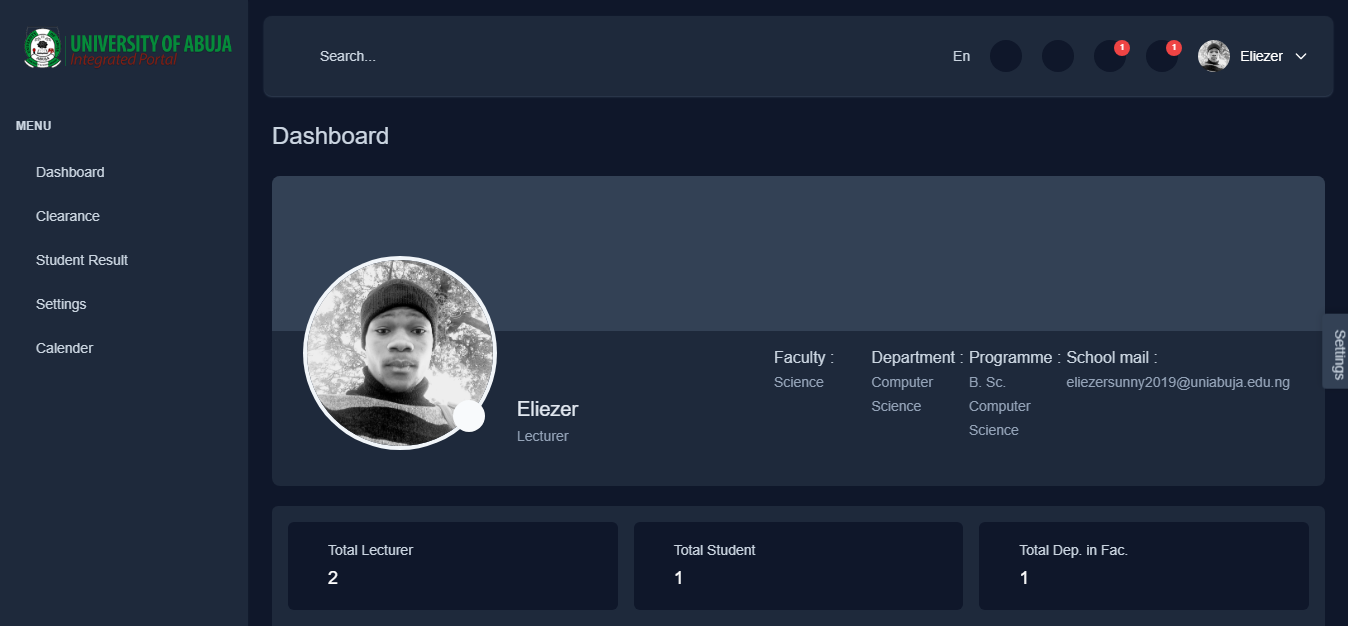 UNIVERSITY OF ABUJA
Integrated Portal
MENU
Dashboard
Clearance
Student Result
Settings
Calender
Search...
En
1
1
Eliezer
Dashboard
Eliezer
Lecturer
Faculty :
Science
Department :
Computer
Science
Programme :
B. Sc.
Computer
Science
School mail :
eliezersunny2019@uniabuja.edu.ng
Settings
Total Lecturer
2
Total Student
1
Total Dep. in Fac.
1